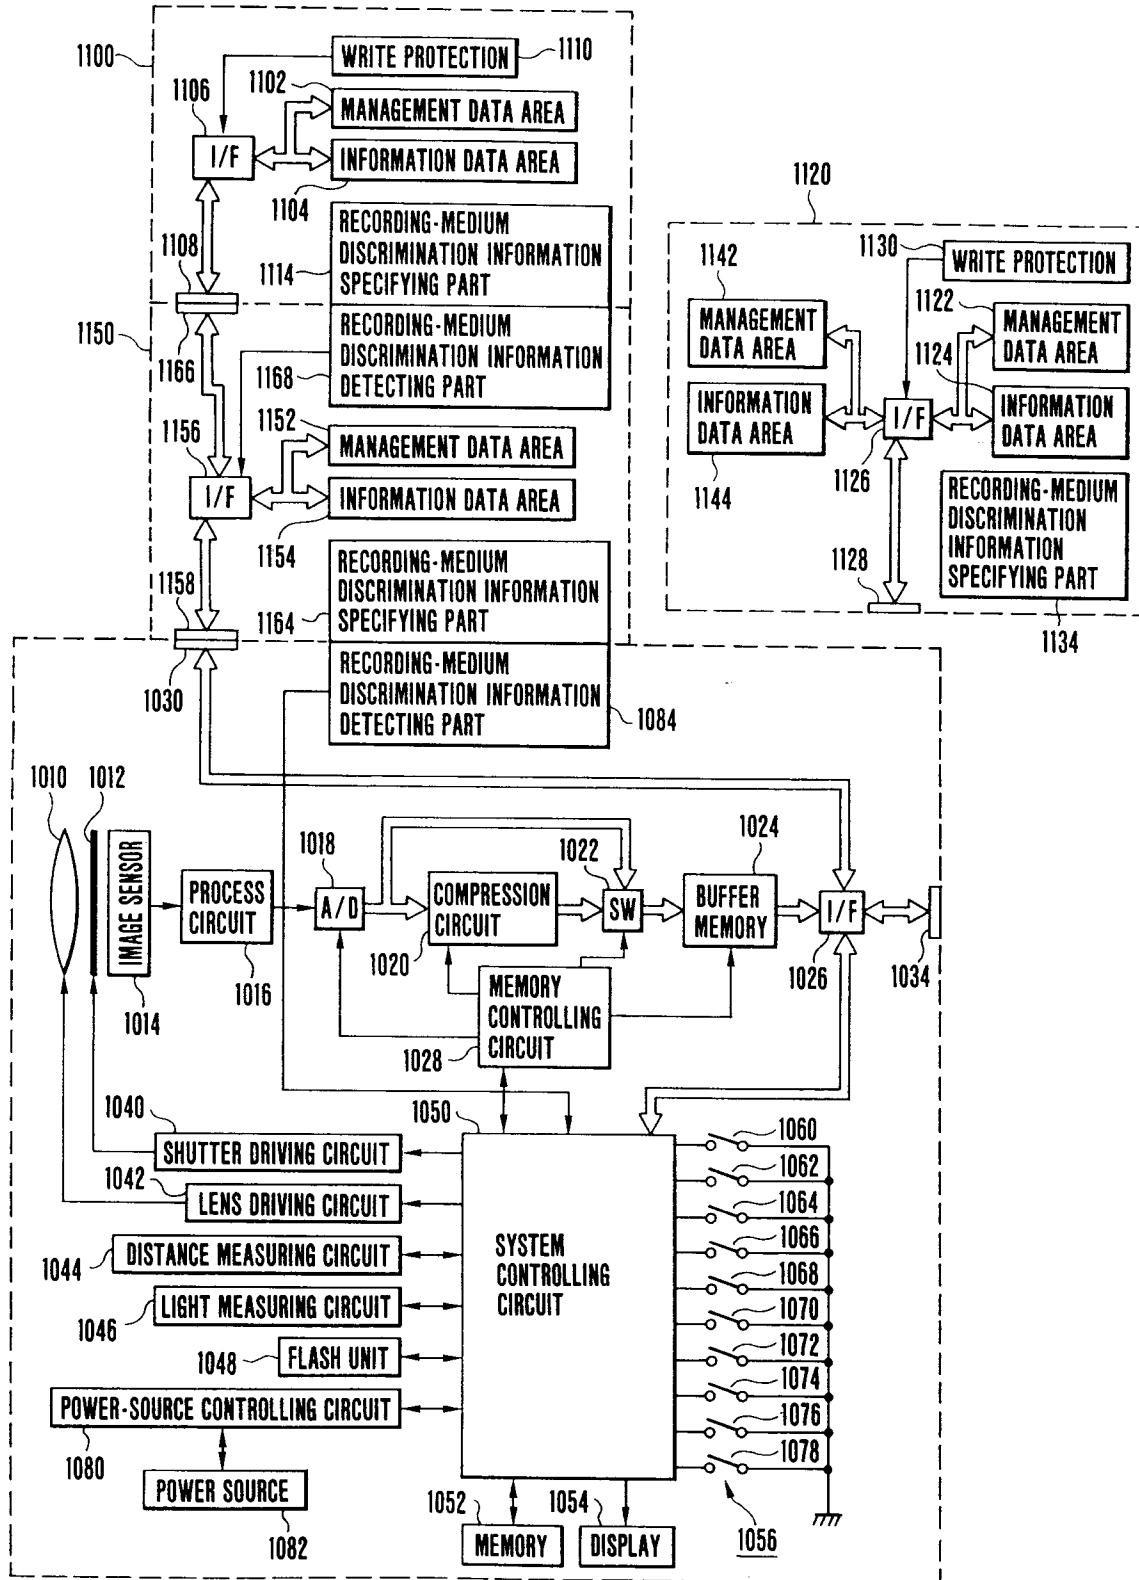 1100
WRITE PROTECTION
1110
1106
1102
MANAGEMENT DATA AREA
I/F
INFORMATION DATA AREA
1104
1108
1114
RECORDING-MEDIUM
DISCRIMINATION INFORMATION
SPECIFYING PART
1150
1166
1168
RECORDING-MEDIUM
DISCRIMINATION INFORMATION
DETECTING PART
1156
1152
MANAGEMENT DATA AREA
I/F
INFORMATION DATA AREA
1154
1158
1164
RECORDING-MEDIUM
DISCRIMINATION INFORMATION
SPECIFYING PART
1030
RECORDING-MEDIUM
DISCRIMINATION INFORMATION
DETECTING PART
1084
1120
1130
WRITE PROTECTION
1142
MANAGEMENT
DATA AREA
1122
MANAGEMENT
DATA AREA
1124
INFORMATION
DATA AREA
1144
I/F
1126
INFORMATION
DATA AREA
RECORDING-MEDIUM
DISCRIMINATION
INFORMATION
SPECIFYING PART
1128
1134
1010
1012
IMAGE SENSOR
1014
PROCESS
CIRCUIT
1016
1018
A/D
COMPRESSION
CIRCUIT
1020
1022
SW
1024
BUFFER
MEMORY
I/F
1026
1034
MEMORY
CONTROLLING
CIRCUIT
1028
1040
SHUTTER DRIVING CIRCUIT
1042
LENS DRIVING CIRCUIT
DISTANCE MEASURING CIRCUIT
1044
LIGHT MEASURING CIRCUIT
1046
FLASH UNIT
1048
POWER-SOURCE CONTROLLING CIRCUIT
1080
POWER SOURCE
1082
1050
SYSTEM
CONTROLLING
CIRCUIT
1052
MEMORY
1054
DISPLAY
1060
1062
1064
1066
1068
1070
1072
1074
1076
1078
1056